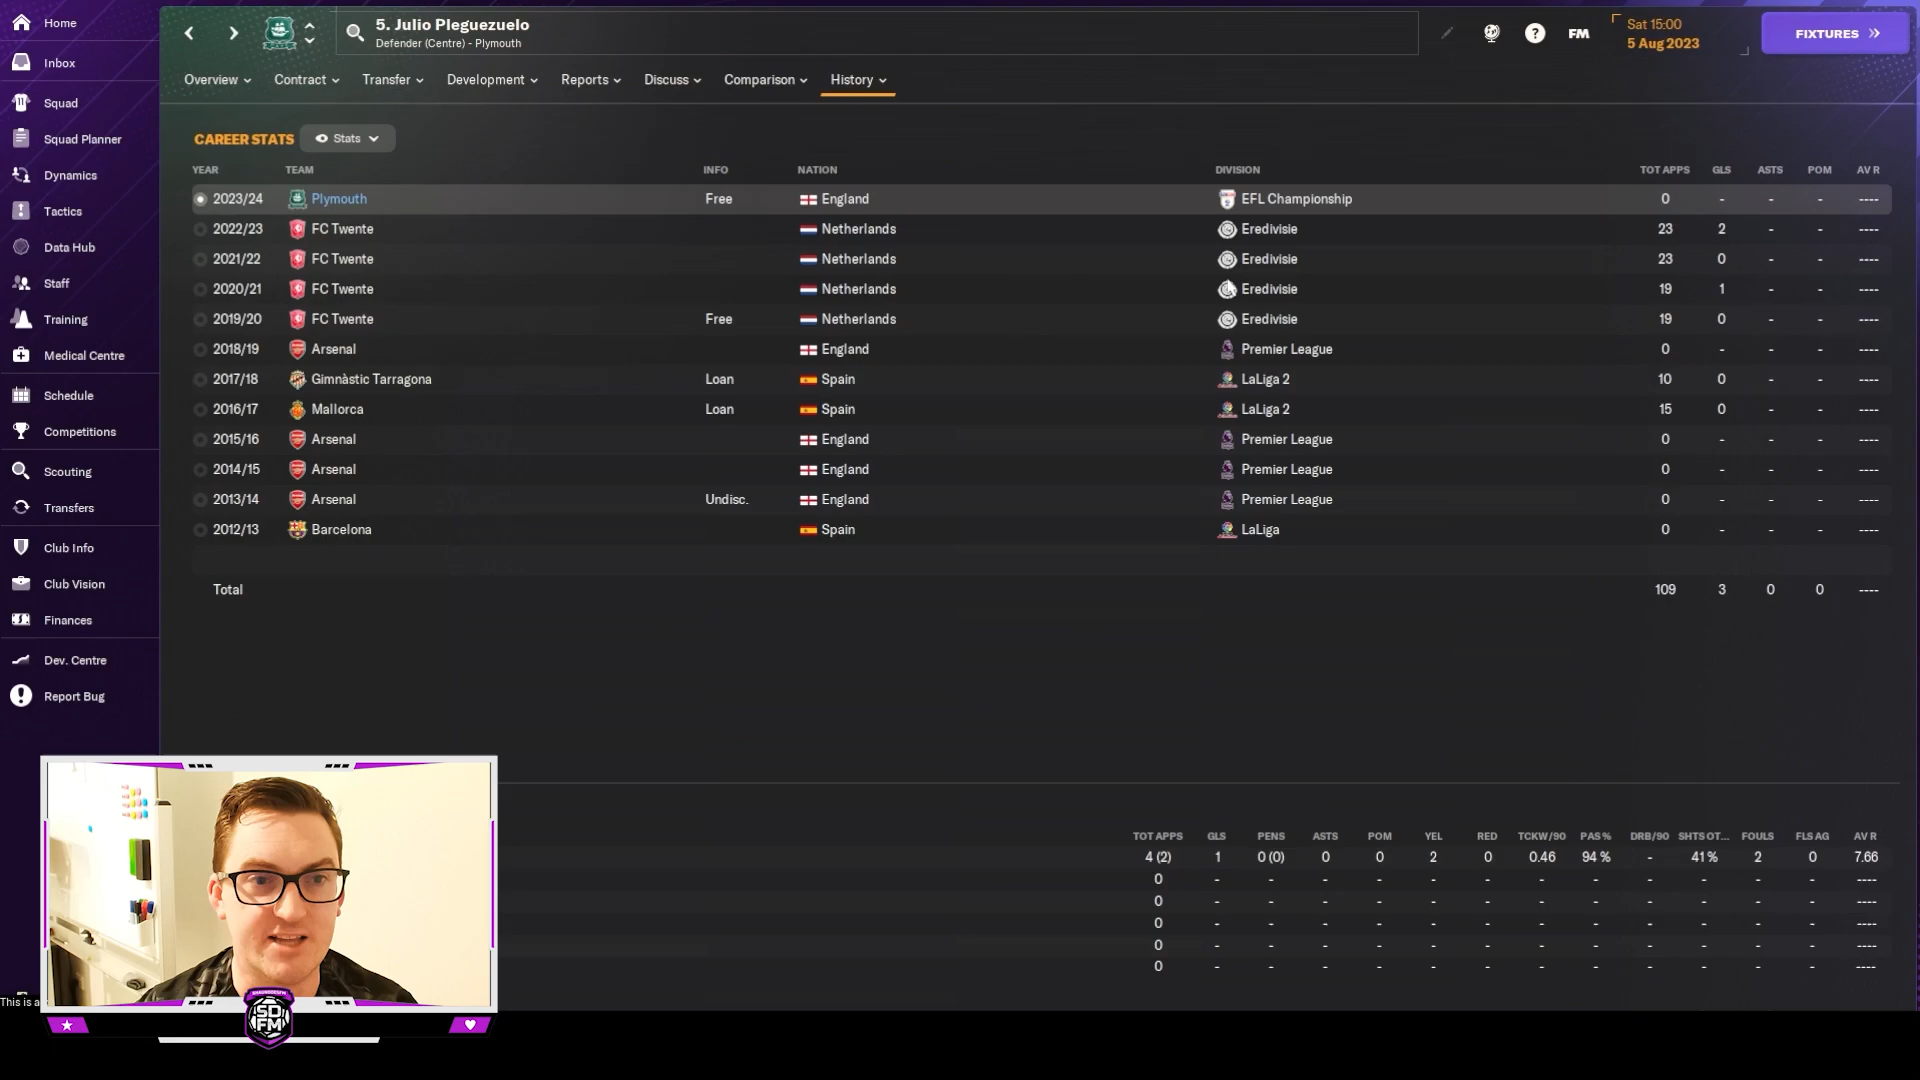 Home
5. Julio Pleguezuelo
Defender (Centre) - Plymouth
FM
Sat 15:00
5 Aug 2023
FIXTURES
Inbox
Squad
Squad Planner
Dynamics
Tactics
Data Hub
Staff
Training
Medical Centre
Schedule
Competitions
Scouting
Transfers
Club Info
Club Vision
Finances
Dev. Centre
Report Bug
Overview Contract Transfer Development Reports Discuss Comparison History
CAREER STATS Stats
YEAR TEAM INFO NATION DIVISION TOT APPS GLS ASTS POM AV R
2023/24 Plymouth Free England EFL Championship 0 - - - ----
2022/23 FC Twente Netherlands Eredivisie 23 2 - - ----
2021/22 FC Twente Netherlands Eredivisie 23 0 - - ----
2020/21 FC Twente Netherlands Eredivisie 19 1 - - ----
2019/20 FC Twente Free Netherlands Eredivisie 19 0 - - ----
2018/19 Arsenal England Premier League 0 - - - ----
2017/18 Gimnàstic Tarragona Loan Spain LaLiga 2 10 0 - - ----
2016/17 Mallorca Loan Spain LaLiga 2 15 0 - - ----
2015/16 Arsenal England Premier League 0 - - - ----
2014/15 Arsenal England Premier League 0 - - - ----
2013/14 Arsenal Undisc. England Premier League 0 - - - ----
2012/13 Barcelona Spain LaLiga 0 - - - ----
Total 109 3 0 0 ----
TOT APPS GLS PENS ASTS POM YEL RED TCKW/90 PAS % DRB/90 SHTS OT... FOULS FLS AG AV R
4 (2) 1 0 (0) 0 0 2 0 0.46 94 % - 41 % 2 0 7.66
0 - - - - - - - - - - - - ----
0 - - - - - - - - - - - - ----
0 - - - - - - - - - - - - ----
0 - - - - - - - - - - - - ----
0 - - - - - - - - - - - - ----
This is a
SD
FM